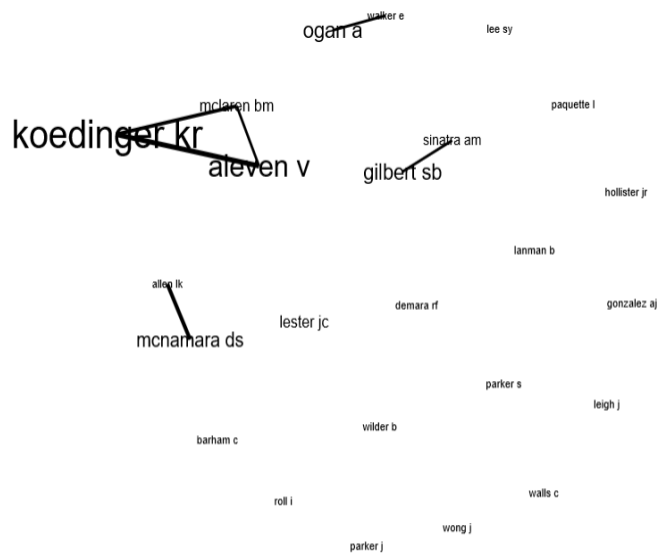 walker e
ogan a
lee sy
mclaren bm
paquette l
koedinger kr
sinatra am
aleven v
gilbert sb
hollister jr
lanman b
allen lk
demara rf
gonzalez aj
lester jc
mcnamara ds
parker s
leigh j
wilder b
barham c
walls c
roll i
wong j
parker j